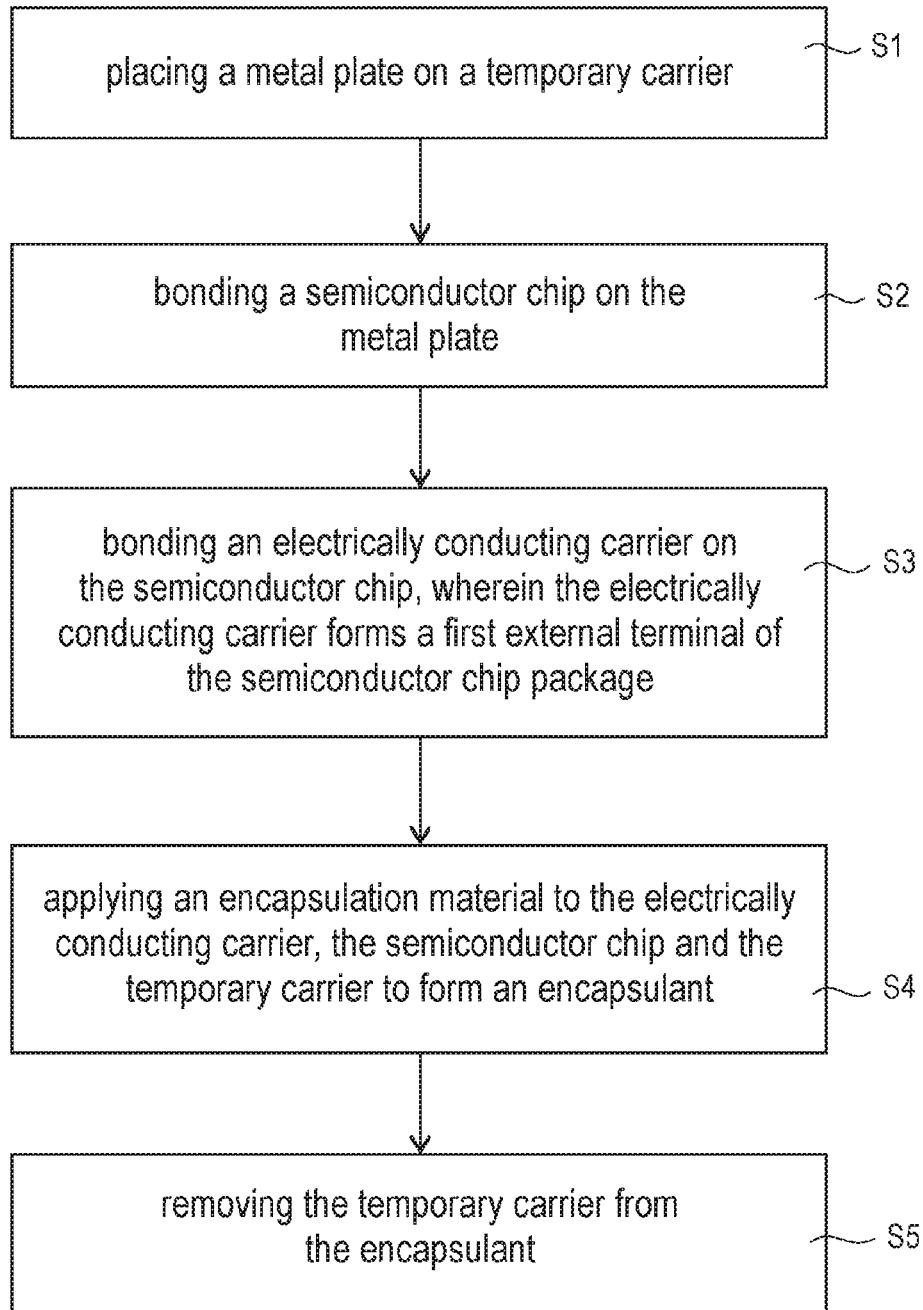 placing a metal plate on a temporary carrier
S1
bonding a semiconductor chip on the
metal plate
S2
bonding an electrically conducting carrier on
the semiconductor chip, wherein the electrically
conducting carrier forms a first external terminal of
the semiconductor chip package
S3
applying an encapsulation material to the electrically
conducting carrier, the semiconductor chip and the
temporary carrier to form an encapsulant
S4
removing the temporary carrier from
the encapsulant
S5